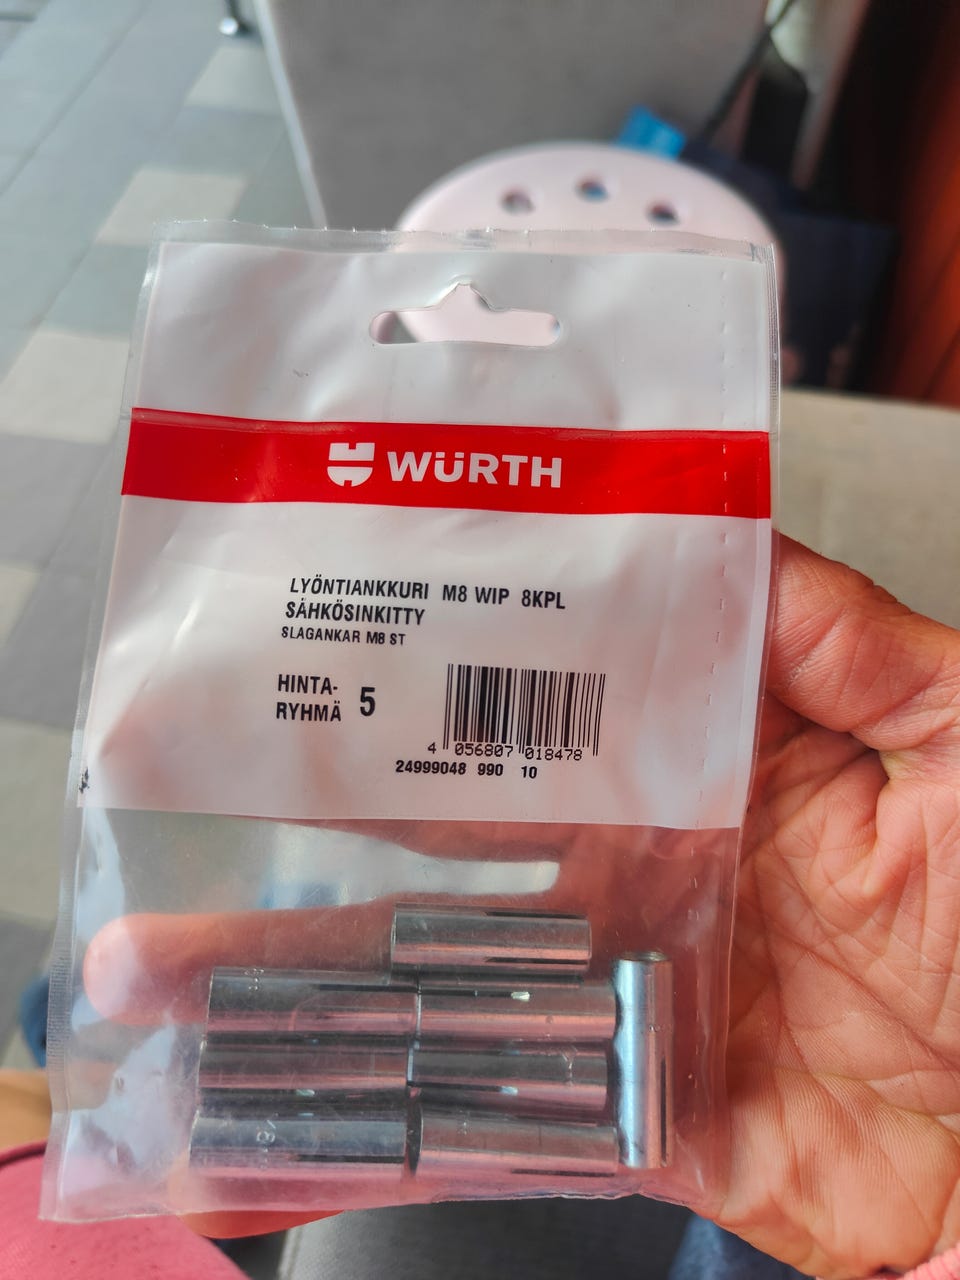 WÜRTH
LYÖNTIANKKURI M8 WIP 8KPL
SÄHKÖSINKITTY
SLAGANKAR M8 ST
HINTA-
RYHMÄ 5
4 056807 018478
24999048 990 10